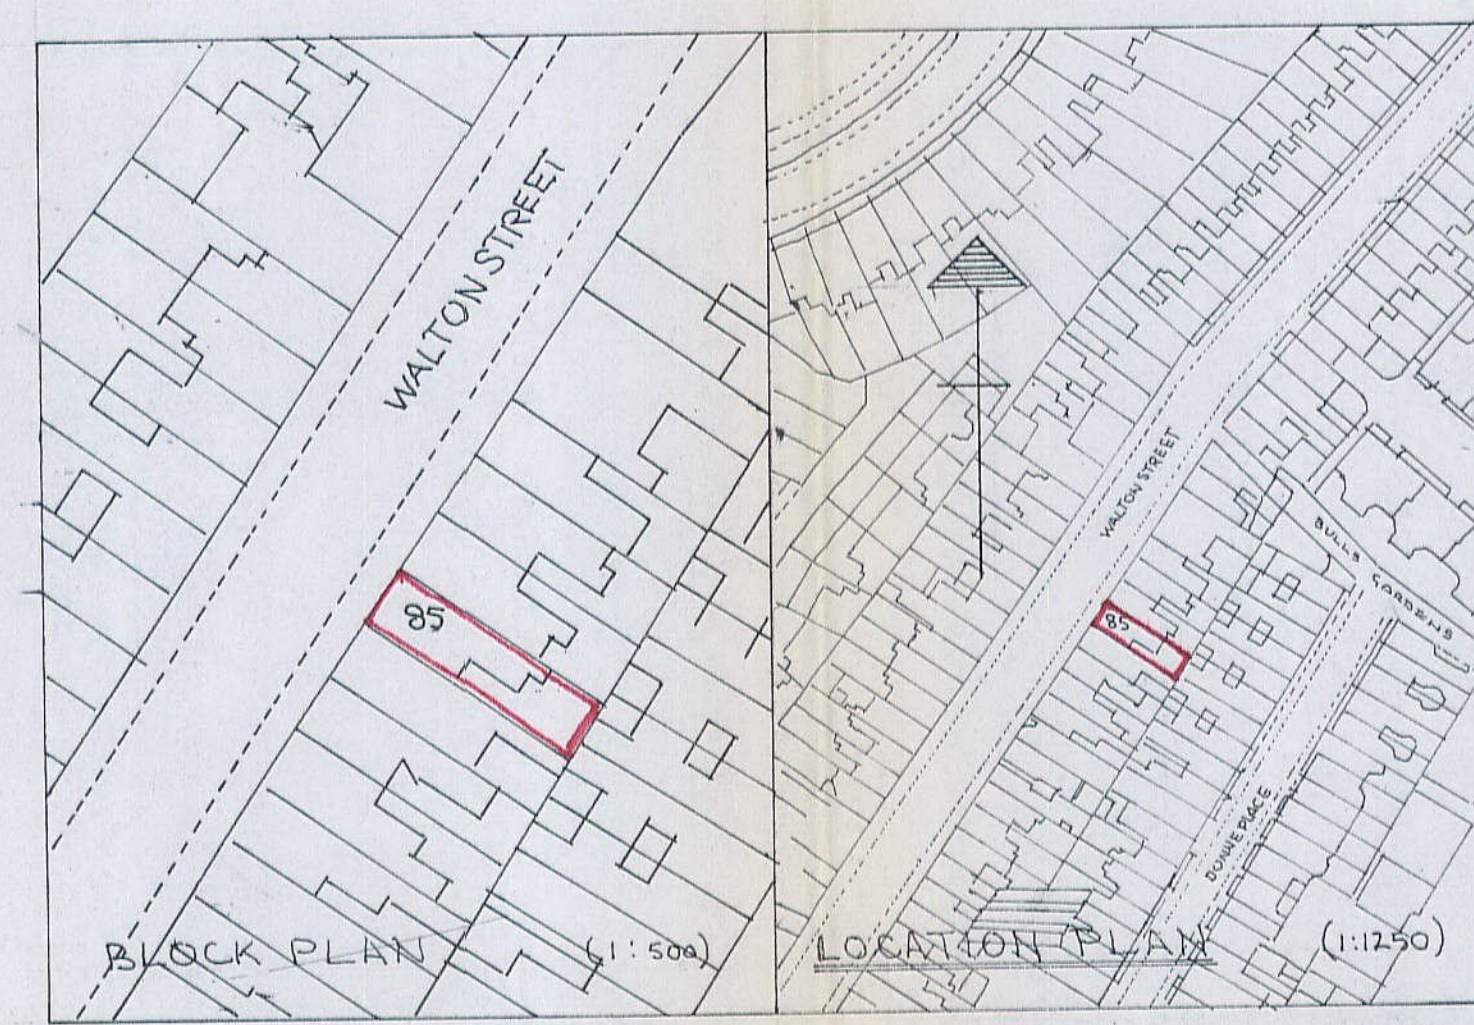 WALTON STREET
85
BLOCK PLAN (1:500)
WALTON STREET
BULLS GARDENS
85
DONNE PLACE
LOCATION PLAN (1:1250)